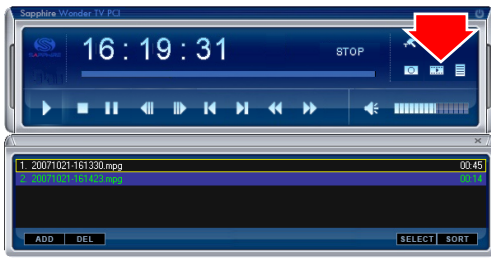 Sapphire Wonder TV PCI
SAPPHIRE
16 : 19 : 31
STOP
1. 20071021-161330.mpg 00:45
2. 20071021-161423.mpg 00:14
ADD DEL SELECT SORT